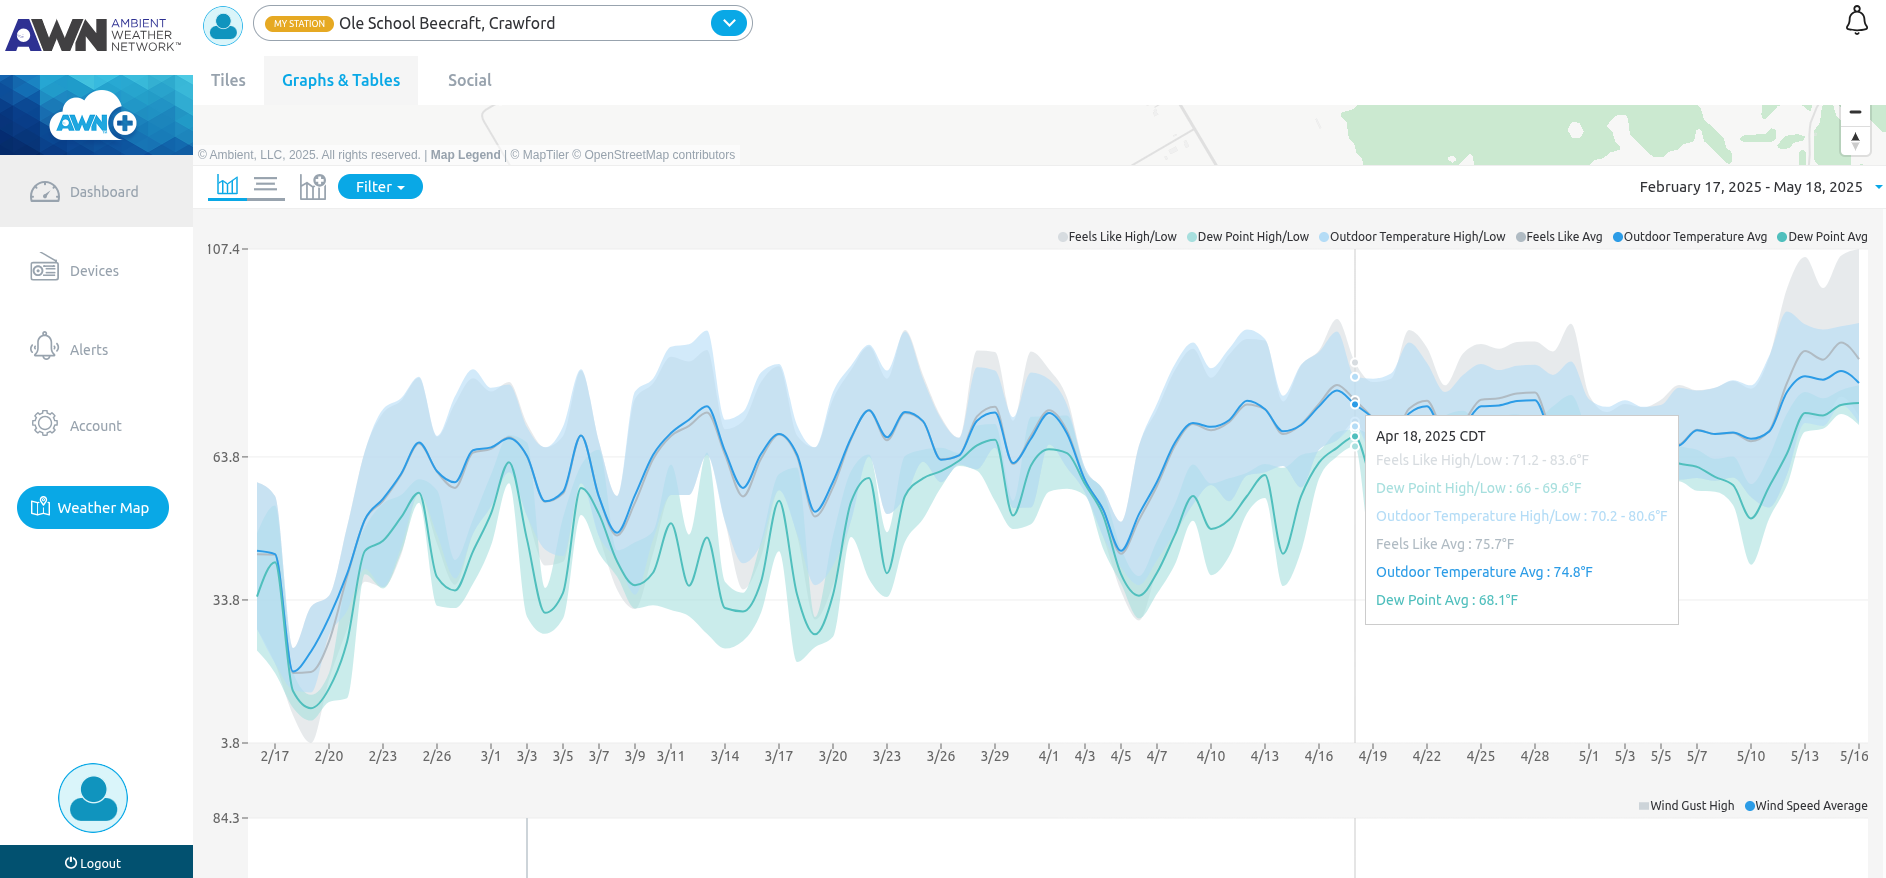 AWN AMBIENT
WEATHER
NETWORK™
MY STATION Ole School Beecraft, Crawford
Tiles Graphs & Tables Social
AWN
© Ambient, LLC, 2025. All rights reserved. | Map Legend | © MapTiler © OpenStreetMap contributors
Dashboard
Devices
Alerts
Account
Weather Map
Logout
Filter February 17, 2025 - May 18, 2025
Feels Like High/Low Dew Point High/Low Outdoor Temperature High/Low Feels Like Avg Outdoor Temperature Avg Dew Point Avg
107.4
63.8
33.8
3.8
Apr 18, 2025 CDT
Feels Like High/Low : 71.2 - 83.6°F
Dew Point High/Low : 66 - 69.6°F
Outdoor Temperature High/Low : 70.2 - 80.6°F
Feels Like Avg : 75.7°F
Outdoor Temperature Avg : 74.8°F
Dew Point Avg : 68.1°F
2/17 2/20 2/23 2/26 3/1 3/3 3/5 3/7 3/9 3/11 3/14 3/17 3/20 3/23 3/26 3/29 4/1 4/3 4/5 4/7 4/10 4/13 4/16 4/19 4/22 4/25 4/28 5/1 5/3 5/5 5/7 5/10 5/13 5/16
Wind Gust High Wind Speed Average
84.3